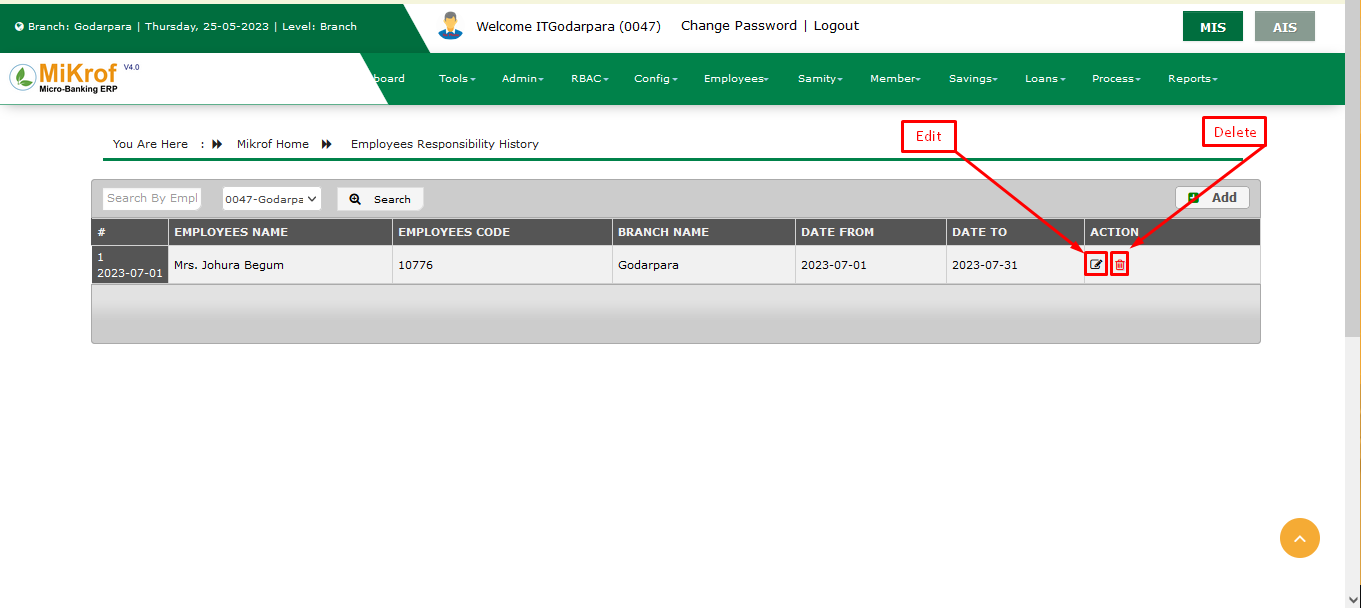 Branch: Godarpara | Thursday, 25-05-2023 | Level: Branch
Welcome ITGodarpara (0047) Change Password | Logout
MIS AIS
MiKrof V4.0
Micro-Banking ERP
board Tools Admin RBAC Config Employees Samity Member Savings Loans Process Reports
Edit
Delete
You Are Here : Mikrof Home Employees Responsibility History
Search By Empl 0047-Godarpa Search Add
# EMPLOYEES NAME EMPLOYEES CODE BRANCH NAME DATE FROM DATE TO ACTION
1
2023-07-01 Mrs. Johura Begum 10776 Godarpara 2023-07-01 2023-07-31